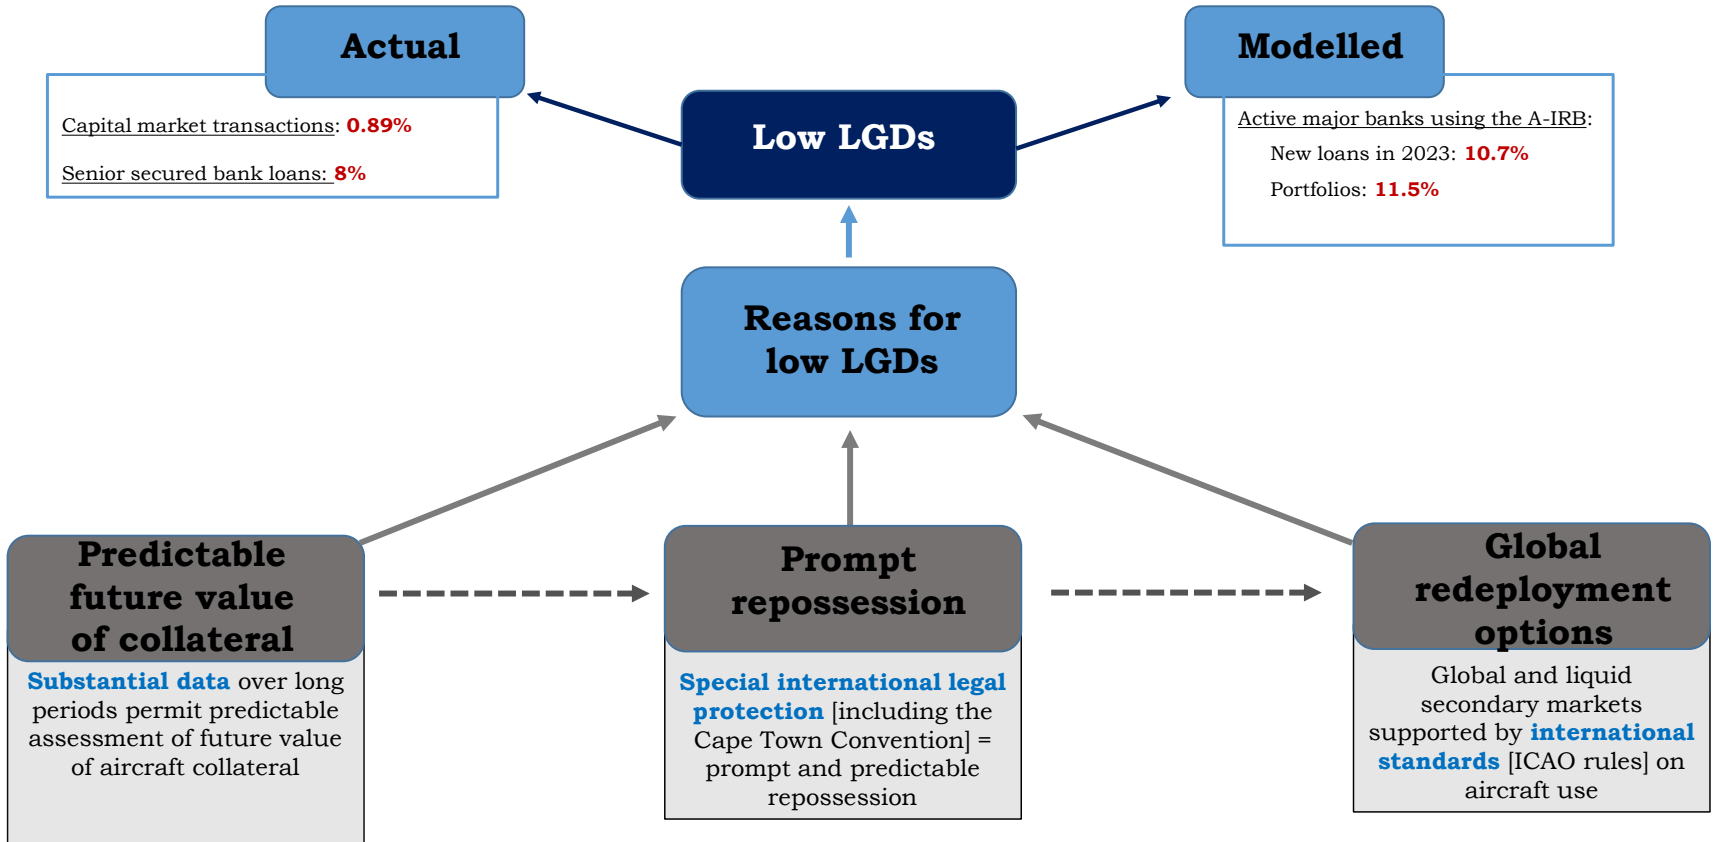 Actual
Capital market transactions: 0.89%
Senior secured bank loans: 8%
Low LGDs
Modelled
Active major banks using the A-IRB:
New loans in 2023: 10.7%
Portfolios: 11.5%
Reasons for
low LGDs
Predictable
future value
of collateral
Substantial data over long
periods permit predictable
assessment of future value
of aircraft collateral
Prompt
repossession
Special international legal
protection [including the
Cape Town Convention] =
prompt and predictable
repossession
Global
redeployment
options
Global and liquid
secondary markets
supported by international
standards [ICAO rules] on
aircraft use